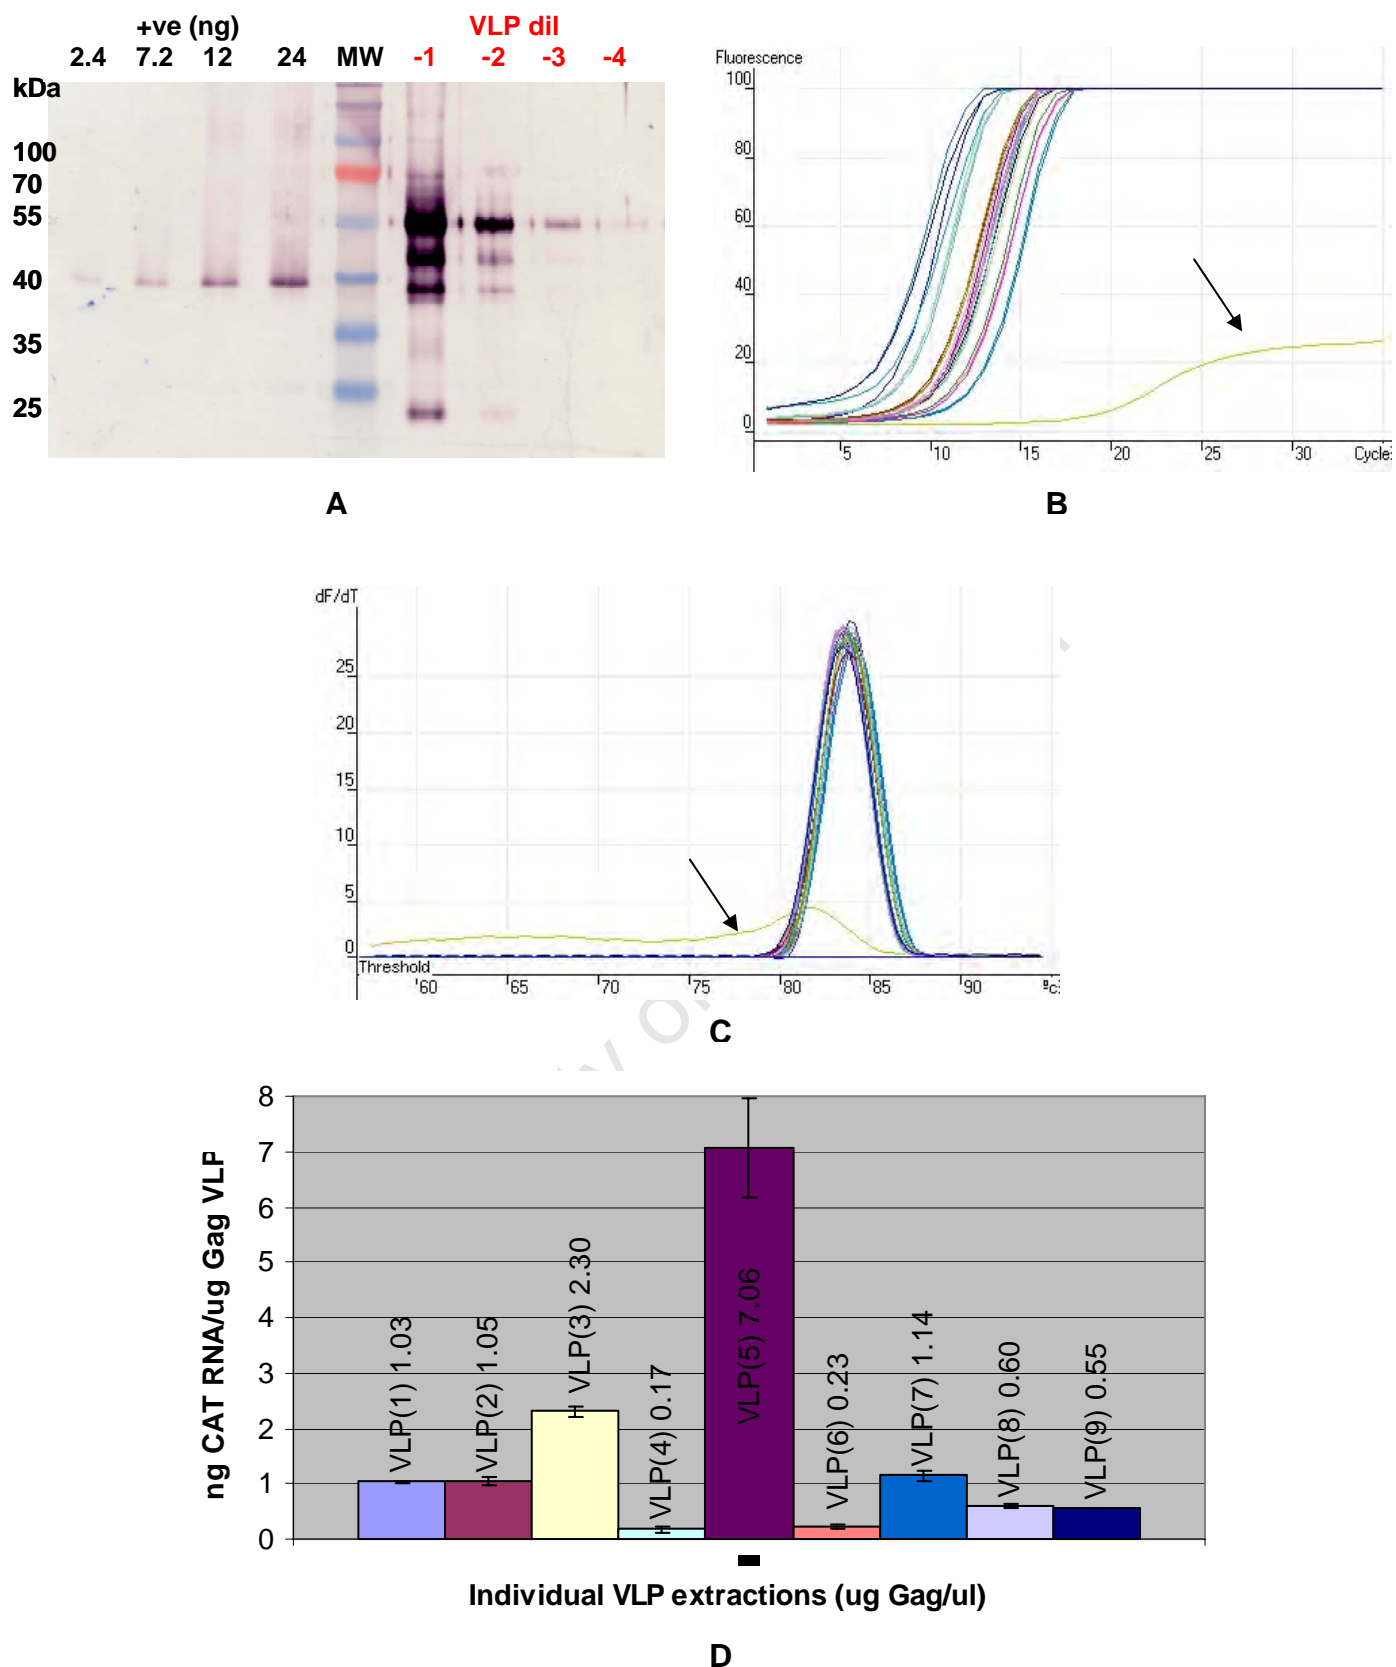 +ve (ng) VLP dil
2.4 7.2 12 24 MW -1 -2 -3 -4
kDa
100
70
55
40
35
25
A
Fluorescence
100
80
60
40
20
0
5 10 15 20 25 30 Cycle
B
dF/dT
25
20
15
10
5
0
Threshold
60 65 70 75 80 85 90 ºc
C
y o
ng CAT RNA/ug Gag VLP
8
7
6
5
4
3
2
1
0
VLP(1) 1.03
VLP(2) 1.05
VLP(3) 2.30
VLP(4) 0.17
VLP(5) 7.06
VLP(6) 0.23
VLP(7) 1.14
VLP(8) 0.60
VLP(9) 0.55
Individual VLP extractions (ug Gag/ul)
D